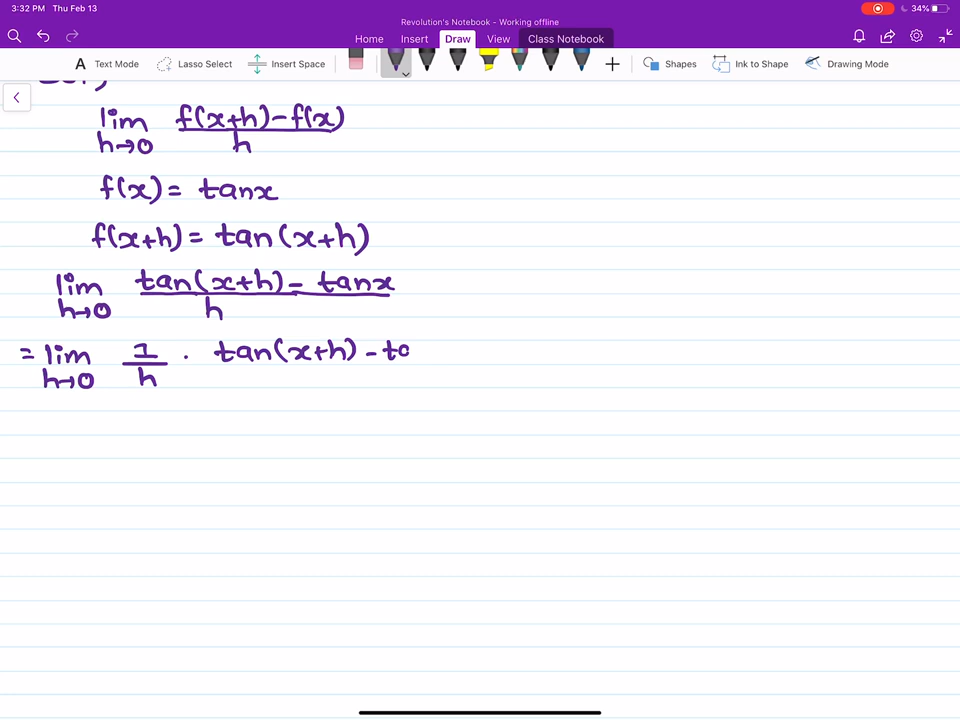 3:32 PM Thu Feb 13
34%
Revolution's Notebook - Working offline
Home Insert Draw View Class Notebook
A Text Mode Lasso Select Insert Space Shapes Ink to Shape Drawing Mode
lim f(x+h)-f(x)
h→0 h
f(x) = tanx
f(x+h) = tan(x+h)
lim tan(x+h) - tanx
h→0 h
= lim 1 . tan(x+h) - ta
h→0 h